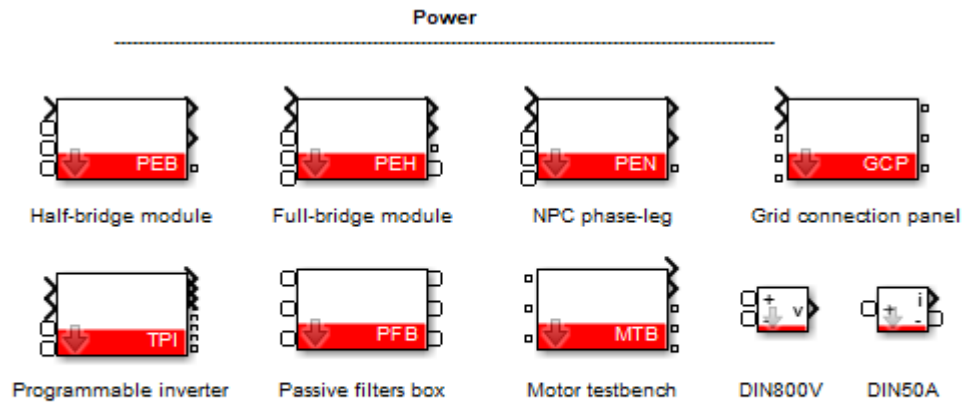 Power
PEB PEH PEN GCP
Half-bridge module Full-bridge module NPC phase-leg Grid connection panel
TPI PFB MTB + - v + i -
Programmable inverter Passive filters box Motor testbench DIN800V DIN50A